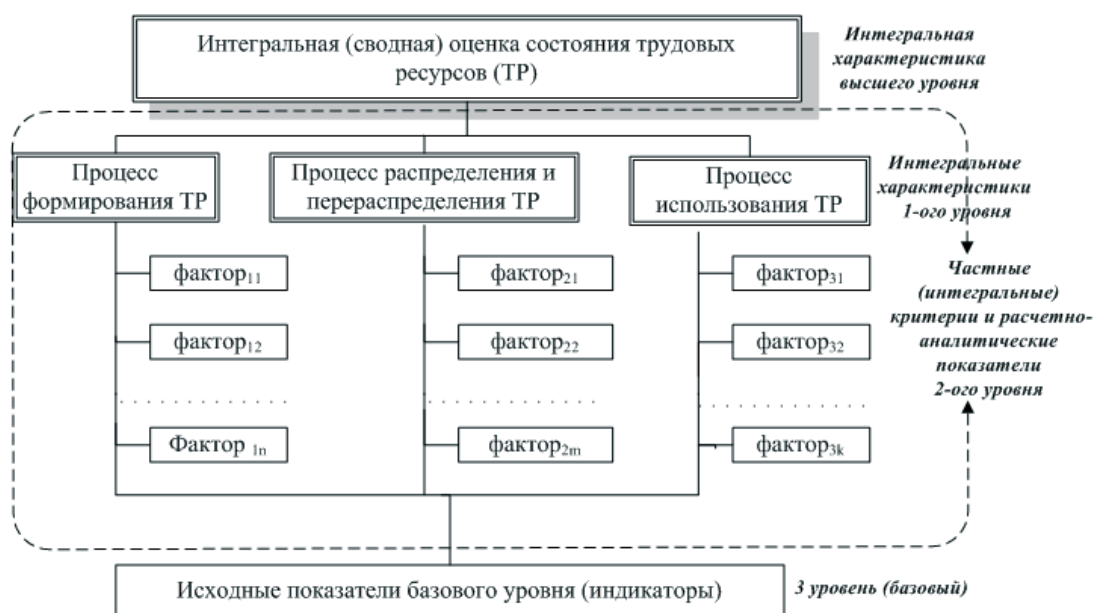 Интегральная (сводная) оценка состояния трудовых
ресурсов (ТР)
Интегральная
характеристика
высшего уровня
Процесс
формирования ТР
Процесс распределения и
перераспределения ТР
Процесс
использования ТР
Интегральные
характеристики
1-ого уровня
фактор11
фактор21
фактор31
фактор12
фактор22
фактор32
Фактор 1n
фактор2m
фактор3k
Частные
(интегральные)
критерии и расчетно-
аналитические
показатели
2-ого уровня
Исходные показатели базового уровня (индикаторы)
3 уровень (базовый)